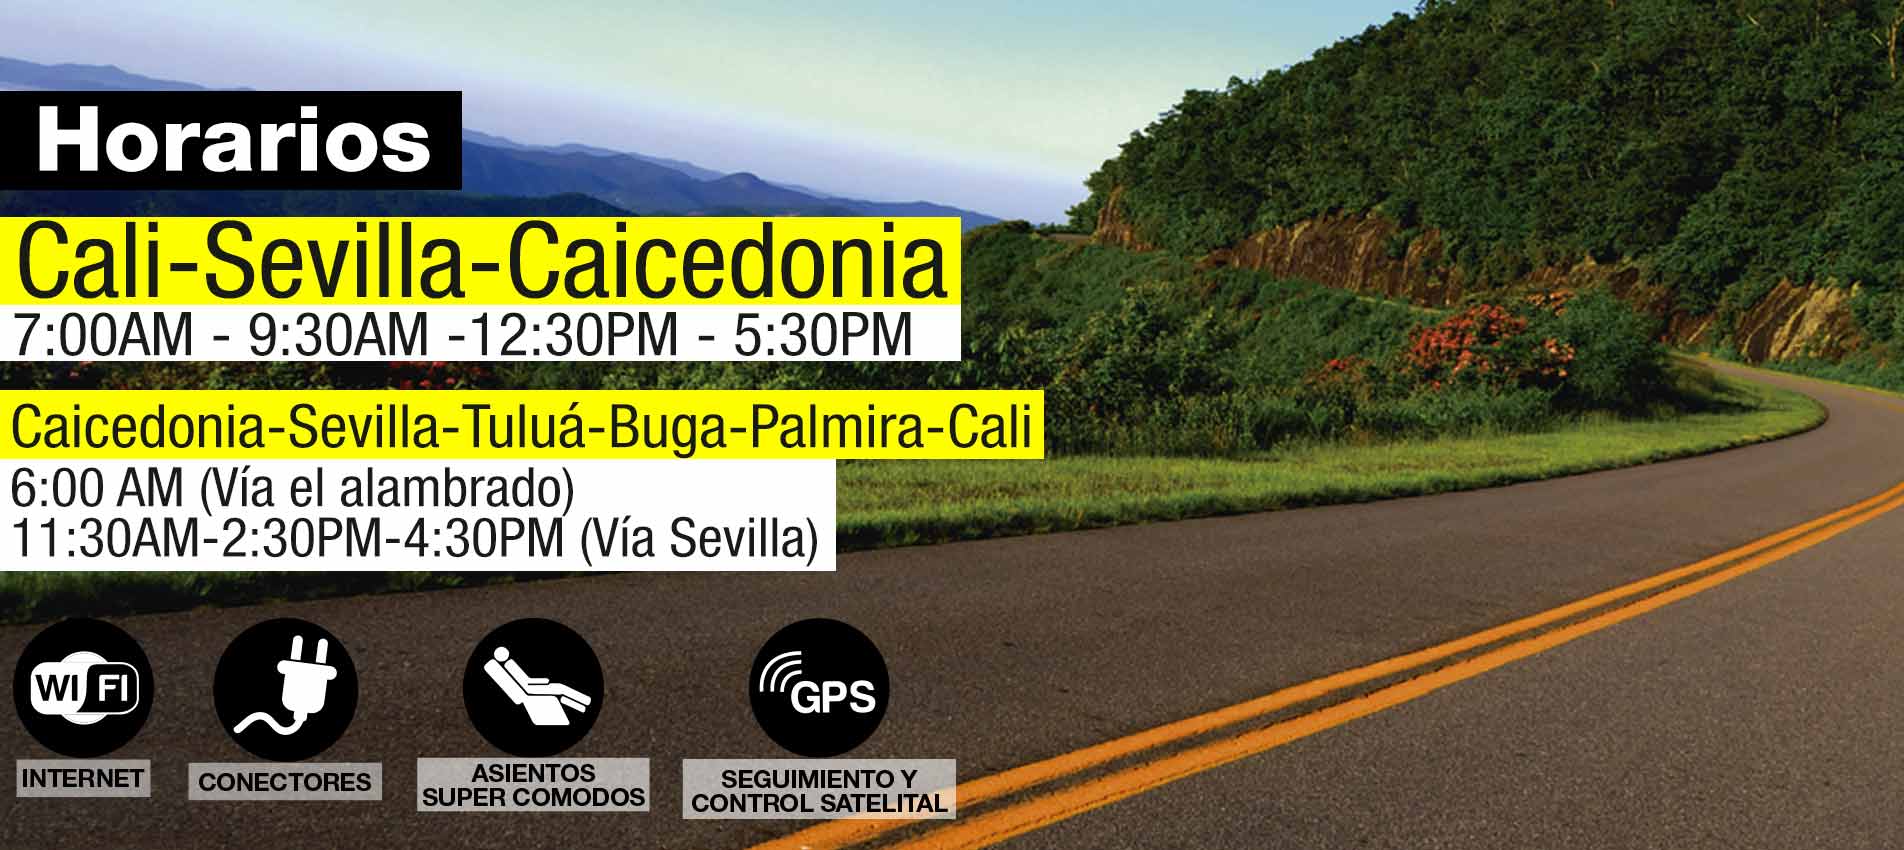 Horarios
Cali-Sevilla-Caicedonia
7:00AM - 9:30AM -12:30PM - 5:30PM
Caicedonia-Sevilla-Tuluá-Buga-Palmira-Cali
6:00 AM (Vía el alambrado)
11:30AM-2:30PM-4:30PM (Vía Sevilla)
WI FI
GPS
INTERNET
CONECTORES
ASIENTOS
SUPER COMODOS
SEGUIMIENTO Y
CONTROL SATELITAL